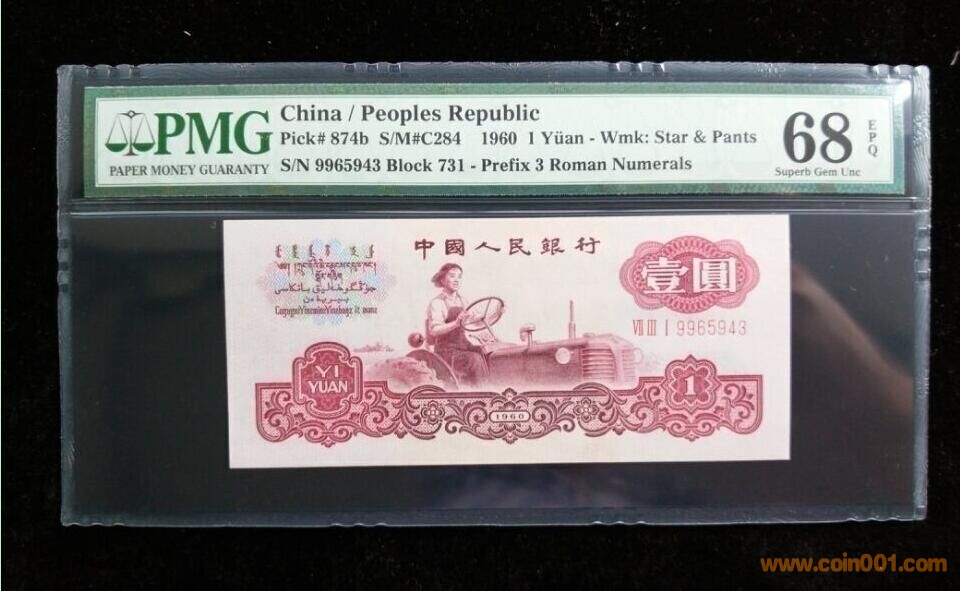 PMG
PAPER MONEY GUARANTY
China / Peoples Republic
Pick# 874b S/M#C284 1960 1 Yüan - Wmk: Star & Pants
S/N 9965943 Block 731 - Prefix 3 Roman Numerals
68
EPQ
Superb Gem Unc
中國人民銀行
壹圓
VII III I 9965943
YI
YUAN
1960
1
www.coin001.com